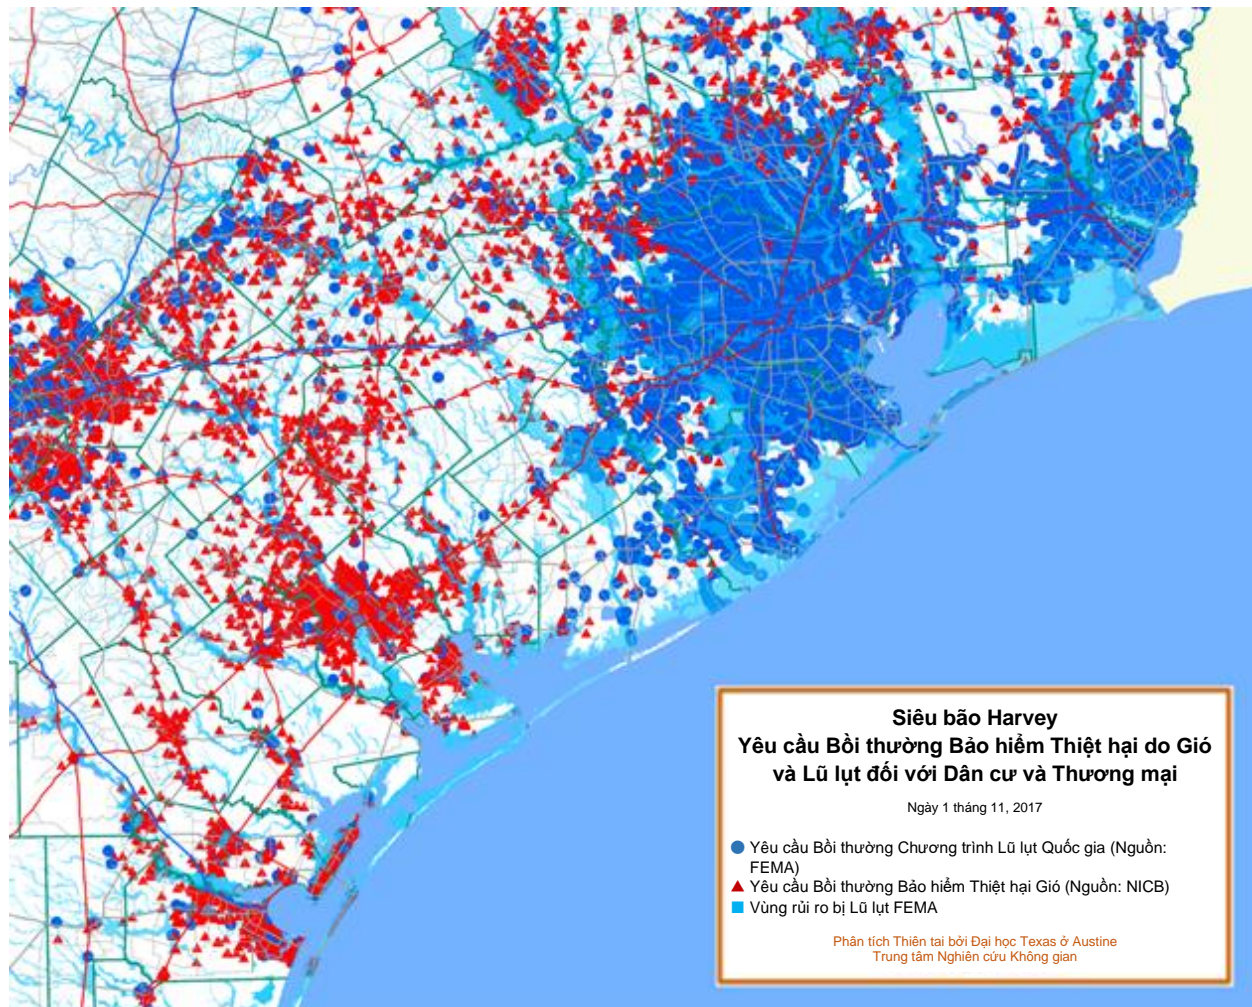 Siêu bão Harvey
Yêu cầu Bồi thường Bảo hiểm Thiệt hại do Gió
và Lũ lụt đối với Dân cư và Thương mại
Ngày 1 tháng 11, 2017
Yêu cầu Bồi thường Chương trình Lũ lụt Quốc gia (Nguồn:
FEMA)
Yêu cầu Bồi thường Bảo hiểm Thiệt hại Gió (Nguồn: NICB)
Vùng rủi ro bị Lũ lụt FEMA
Phân tích Thiên tai bởi Đại học Texas ở Austine
Trung tâm Nghiên cứu Không gian